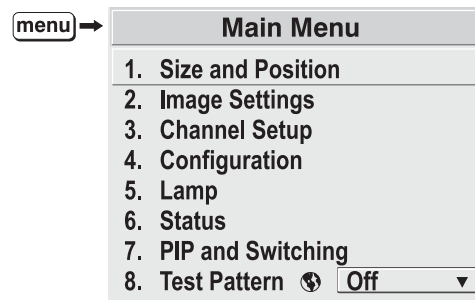 menu
Main Menu
1. Size and Position
2. Image Settings
3. Channel Setup
4. Configuration
5. Lamp
6. Status
7. PIP and Switching
8. Test Pattern Off